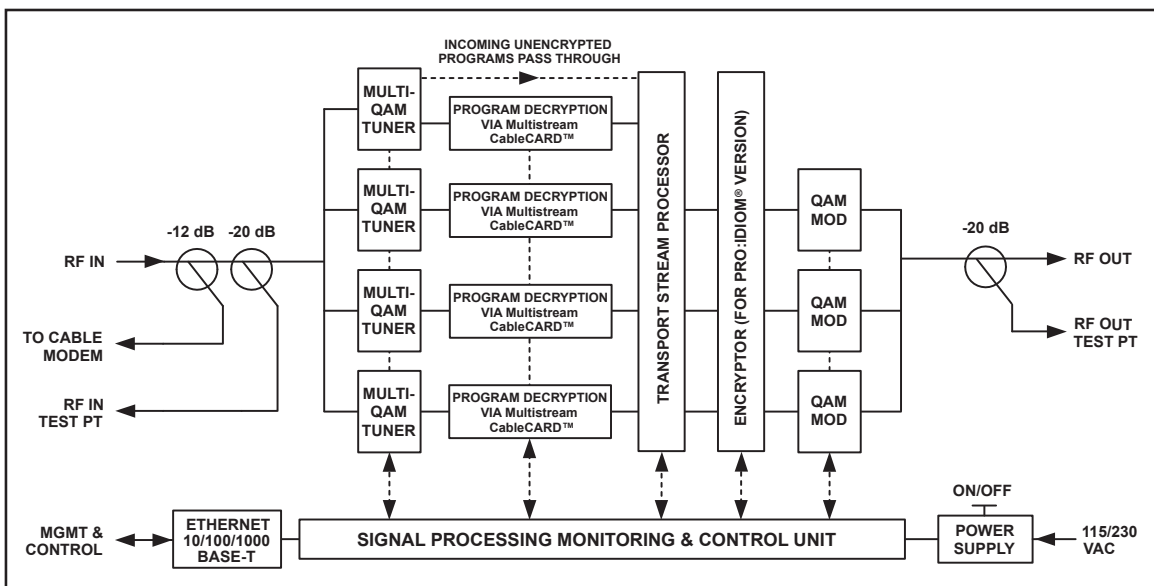 INCOMING UNENCRYPTED
PROGRAMS PASS THROUGH
MULTI-
QAM
TUNER
PROGRAM DECRYPTION
VIA Multistream
CableCARD™
MULTI-
QAM
TUNER
PROGRAM DECRYPTION
VIA Multistream
CableCARD™
MULTI-
QAM
TUNER
PROGRAM DECRYPTION
VIA Multistream
CableCARD™
MULTI-
QAM
TUNER
PROGRAM DECRYPTION
VIA Multistream
CableCARD™
TRANSPORT STREAM PROCESSOR
ENCRYPTOR (FOR PRO:IDIOM® VERSION)
QAM
MOD
QAM
MOD
QAM
MOD
-12 dB
-20 dB
RF IN
TO CABLE
MODEM
RF IN
TEST PT
-20 dB
RF OUT
RF OUT
TEST PT
MGMT &
CONTROL
ETHERNET
10/100/1000
BASE-T
SIGNAL PROCESSING MONITORING & CONTROL UNIT
ON/OFF
POWER
SUPPLY
115/230
VAC